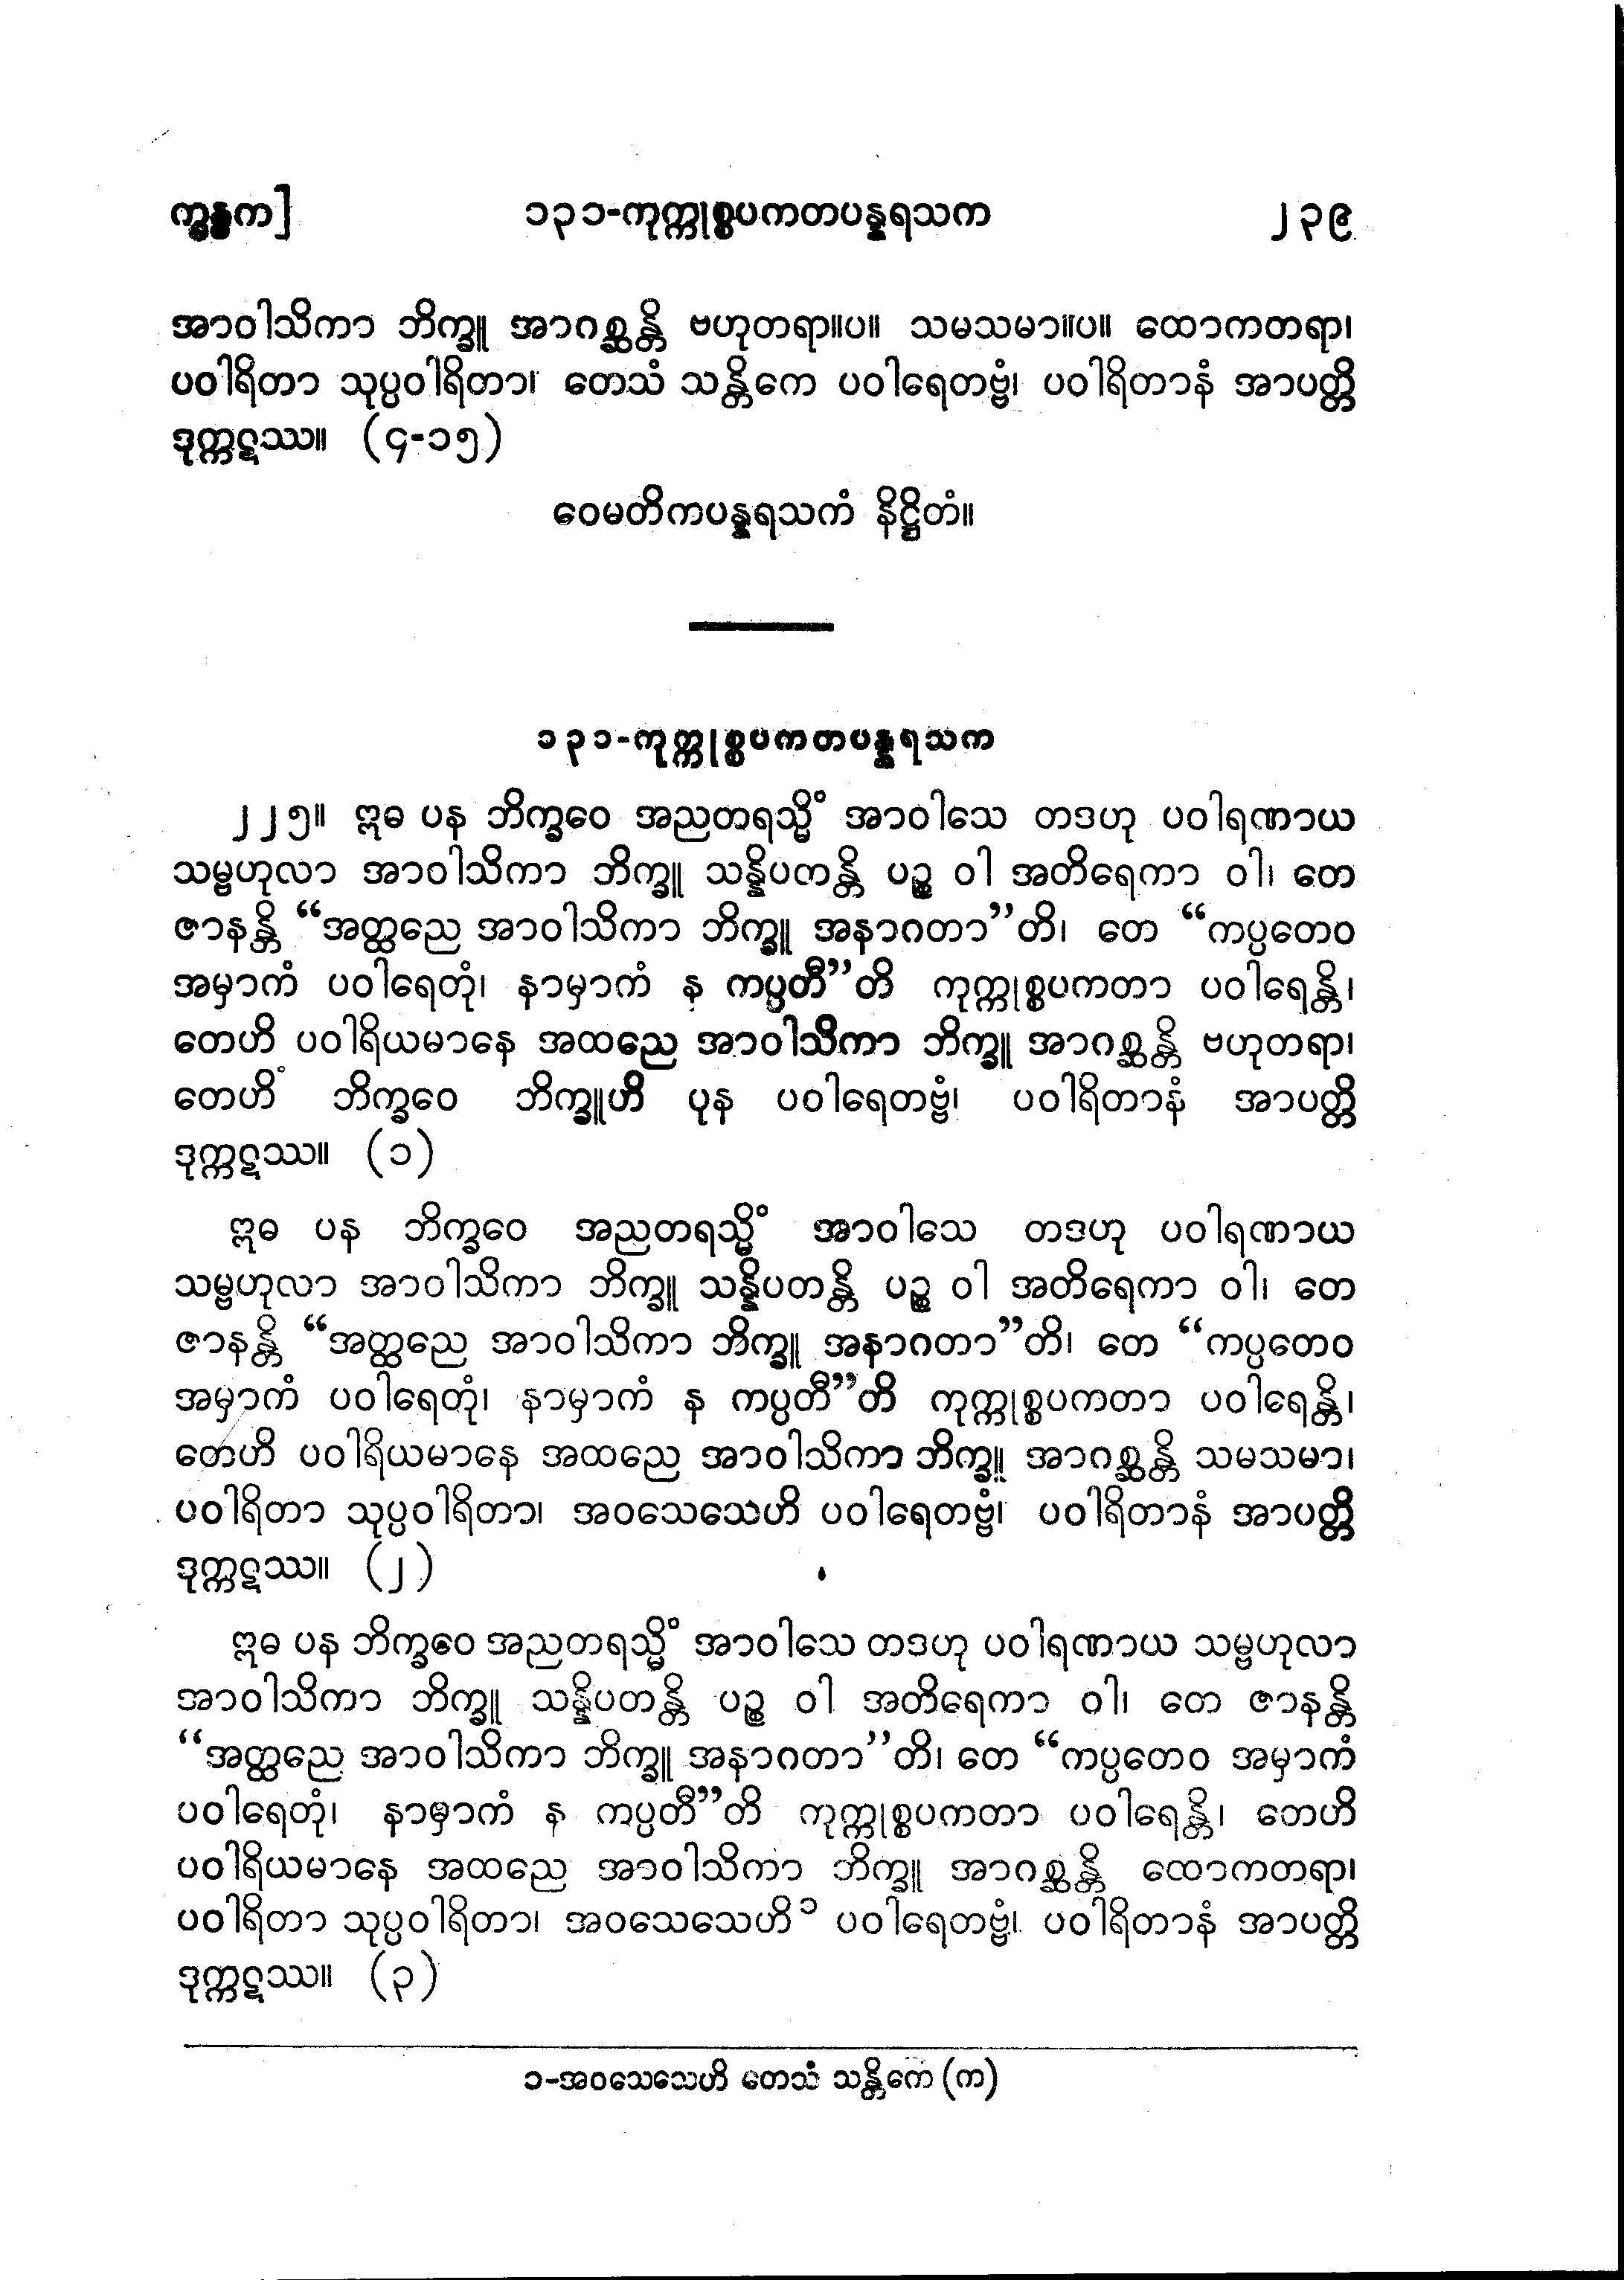 က္ခန္ဓက] ၁၃၁-ကုက္ကုစ္စပကတပန္နရသက ၂၃၉
အာဝါသိကာ ဘိက္ခူ အာဂစ္ဆန္တိ ဗဟုတရာ။ပ။ သမသမာ။ပ။ ထောကတရာ၊
ပဝါရိတာ သုပ္ပဝါရိတာ၊ တေသံ သန္တိကေ ပဝါရေတဗ္ဗံ၊ ပဝါရိတာနံ အာပတ္တိ
ဒုက္ကဋဿ။ (၄-၁၅)
ဝေမတိကပန္နရသကံ နိဋ္ဌိတံ။
၁၃၁-ကုက္ကုစ္စပကတပန္နရသက
၂၂၅။ ဣဓ ပန ဘိက္ခဝေ အညတရသ္မိံ အာဝါသေ တဒဟု ပဝါရဏာယ
သမ္ဗဟုလာ အာဝါသိကာ ဘိက္ခူ သန္နိပတန္တိ ပဉ္စ ဝါ အတိရေကာ ဝါ၊ တေ
ဇာနန္တိ “အတ္ထညေ အာဝါသိကာ ဘိက္ခူ အနာဂတာ”တိ၊ တေ “ကပ္ပတေဝ
အမှာကံ ပဝါရေတုံ၊ နာမှာကံ န ကပ္ပတီ”တိ ကုက္ကုစ္စပကတာ ပဝါရေန္တိ၊
တေဟိ ပဝါရိယမာနေ အထညေ အာဝါသိကာ ဘိက္ခူ အာဂစ္ဆန္တိ ဗဟုတရာ၊
တေဟိ ဘိက္ခဝေ ဘိက္ခူဟိ ပုန ပဝါရေတဗ္ဗံ၊ ပဝါရိတာနံ အာပတ္တိ
ဒုက္ကဋဿ။ (၁)
ဣဓ ပန ဘိက္ခဝေ အညတရသ္မိံ အာဝါသေ တဒဟု ပဝါရဏာယ
သမ္ဗဟုလာ အာဝါသိကာ ဘိက္ခူ သန္နိပတန္တိ ပဉ္စ ဝါ အတိရေကာ ဝါ၊ တေ
ဇာနန္တိ “အတ္ထညေ အာဝါသိကာ ဘိက္ခူ အနာဂတာ”တိ၊ တေ “ကပ္ပတေဝ
အမှာကံ ပဝါရေတုံ၊ နာမှာကံ န ကပ္ပတီ”တိ ကုက္ကုစ္စပကတာ ပဝါရေန္တိ၊
တေဟိ ပဝါရိယမာနေ အထညေ အာဝါသိကာ ဘိက္ခူ အာဂစ္ဆန္တိ သမသမာ၊
ပဝါရိတာ သုပ္ပဝါရိတာ၊ အဝသေသေဟိ ပဝါရေတဗ္ဗံ၊ ပဝါရိတာနံ အာပတ္တိ
ဒုက္ကဋဿ။ (၂)
ဣဓ ပန ဘိက္ခဝေ အညတရသ္မိံ အာဝါသေ တဒဟု ပဝါရဏာယ သမ္ဗဟုလာ
အာဝါသိကာ ဘိက္ခူ သန္နိပတန္တိ ပဉ္စ ဝါ အတိရေကာ ဝါ၊ တေ ဇာနန္တိ
“အတ္ထညေ အာဝါသိကာ ဘိက္ခူ အနာဂတာ”တိ၊ တေ “ကပ္ပတေဝ အမှာကံ
ပဝါရေတုံ၊ နာမှာကံ န ကပ္ပတီ”တိ ကုက္ကုစ္စပကတာ ပဝါရေန္တိ၊ တေဟိ
ပဝါရိယမာနေ အထညေ အာဝါသိကာ ဘိက္ခူ အာဂစ္ဆန္တိ ထောကတရာ၊
ပဝါရိတာ သုပ္ပဝါရိတာ၊ အဝသေသေဟိ ၁ ပဝါရေတဗ္ဗံ၊ ပဝါရိတာနံ အာပတ္တိ
ဒုက္ကဋဿ။ (၃)
၁-အဝသေသေဟိ တေသံ သန္တိကေ (က)